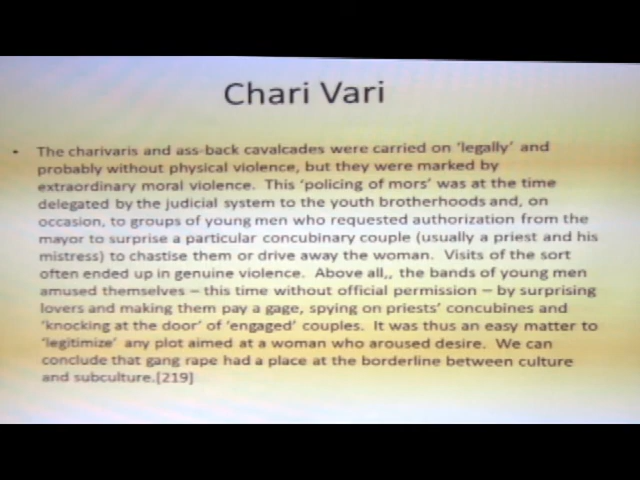 Chari Vari
• The charivaris and ass-back cavalcades were carried on 'legally' and
probably without physical violence, but they were marked by
extraordinary moral violence.  This 'policing of mors' was at the time
delegated by the judicial system to the youth brotherhoods and, on
occasion, to groups of young men who requested authorization from the
mayor to surprise a particular concubinary couple (usually a priest and his
mistress) to chastise them or drive away the woman.  Visits of the sort
often ended up in genuine violence.  Above all,, the bands of young men
amused themselves – this time without official permission – by surprising
lovers and making them pay a gage, spying on priests' concubines and
'knocking at the door' of 'engaged' couples.  It was thus an easy matter to
'legitimize' any plot aimed at a woman who aroused desire.  We can
conclude that gang rape had a place at the borderline between culture
and subculture.[219]